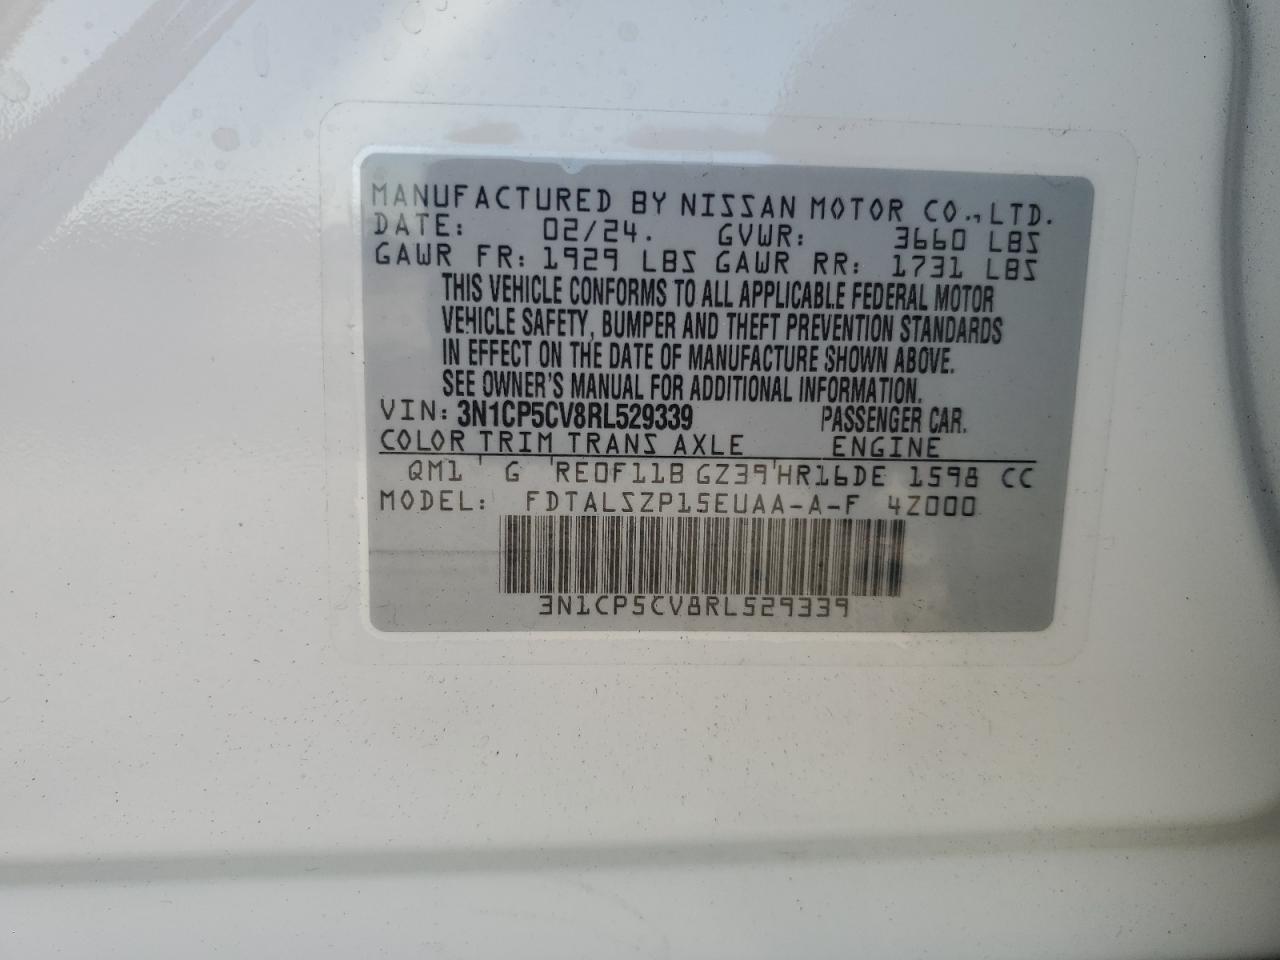 MANUFACTURED BY NISSAN MOTOR CO., LTD.
DATE: 02/24. GVWR: 3660 LBS
GAWR FR: 1929 LBS GAWR RR: 1731 LBS
THIS VEHICLE CONFORMS TO ALL APPLICABLE FEDERAL MOTOR
VEHICLE SAFETY, BUMPER AND THEFT PREVENTION STANDARDS
IN EFFECT ON THE DATE OF MANUFACTURE SHOWN ABOVE.
SEE OWNER'S MANUAL FOR ADDITIONAL INFORMATION.
VIN: 3N1CP5CV8RL529339 PASSENGER CAR.
COLOR TRIM TRANS AXLE ENGINE
QM1 ' G 'RE0F11B GZ39'HR16DE 1598 CC
MODEL: FDTALSZP15EUAA-A-F 4Z000
3N1CP5CV8RL529339